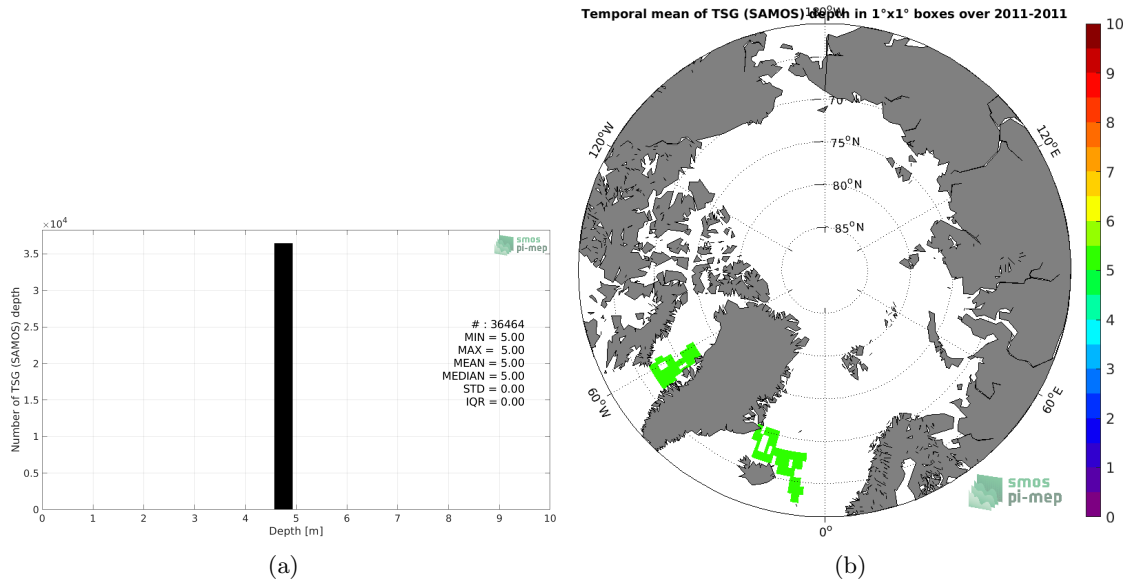 ×10⁴
3.5
3
2.5
2
1.5
1
0.5
0
Number of TSG (SAMOS) depth
smos
pi-mep
# : 36464
MIN = 5.00
MAX = 5.00
MEAN = 5.00
MEDIAN = 5.00
STD = 0.00
IQR = 0.00
0 1 2 3 4 5 6 7 8 9 10
Depth [m]
(a)
Temporal mean of TSG (SAMOS) depth in 1°x1° boxes over 2011-2011
180°W
120°W
120°E
75°N
80°N
85°N
60°W
60°E
0°
smos
pi-mep
10
9
8
7
6
5
4
3
2
1
0
(b)